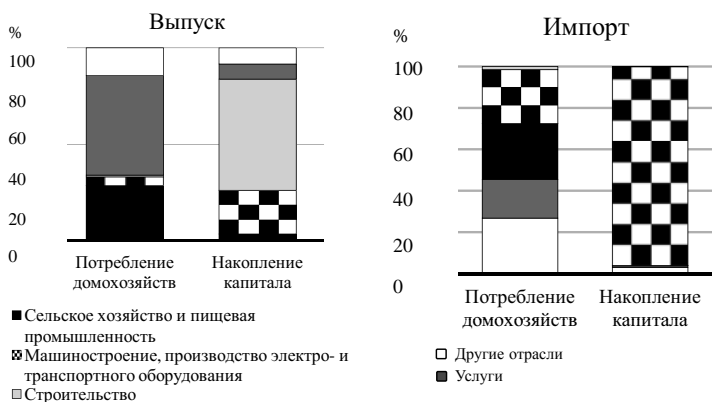 Выпуск
%
100
80
60
40
20
0
Потребление
домохозяйств
Накопление
капитала
Сельское хозяйство и пищевая
промышленность
Машиностроение, производство электро- и
транспортного оборудования
Строительство
Импорт
%
100
80
60
40
20
0
Потребление
домохозяйств
Накопление
капитала
Другие отрасли
Услуги